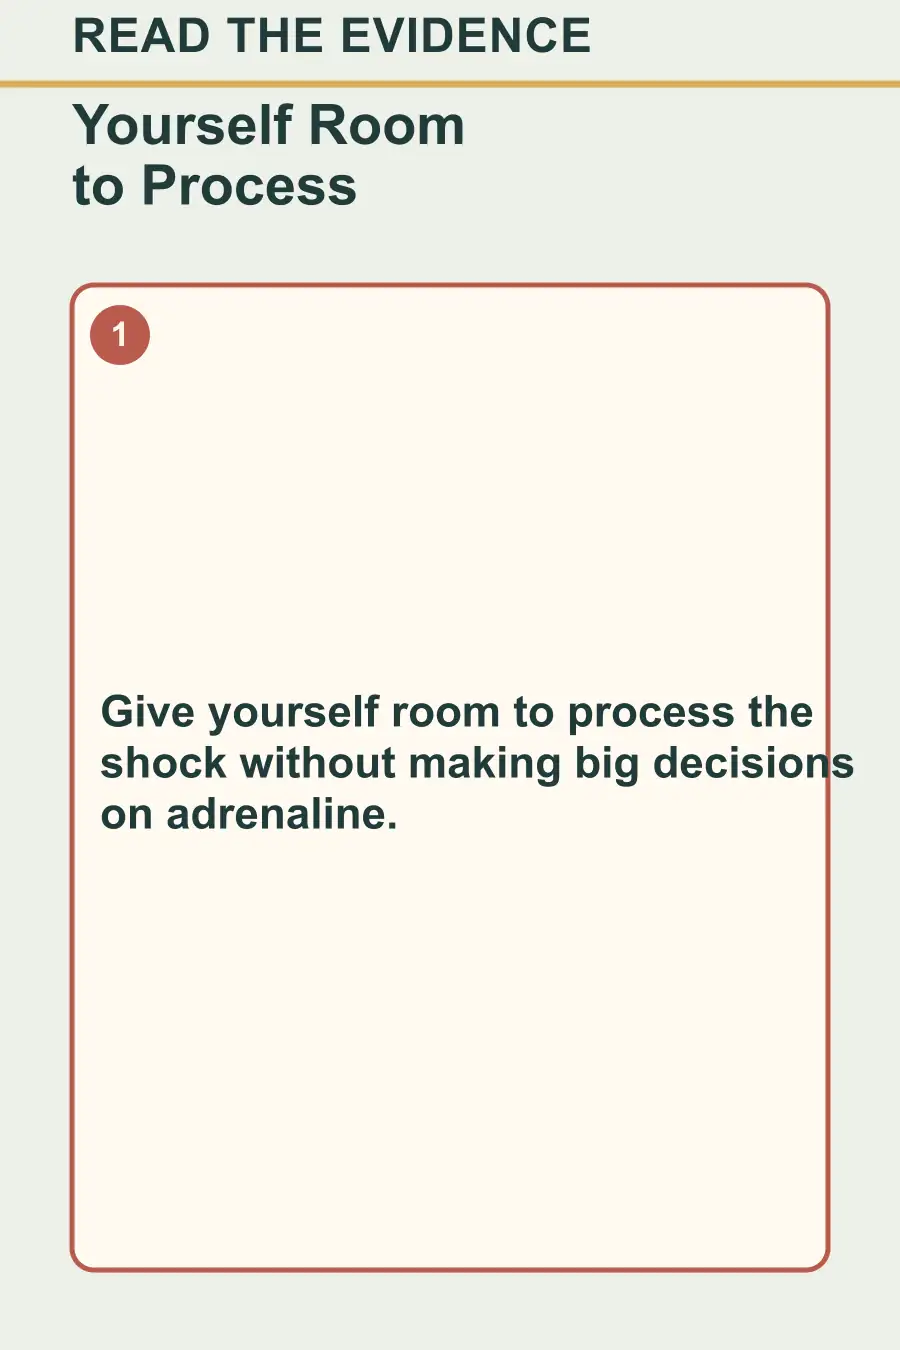 READ THE EVIDENCE
Yourself Room
to Process
1
Give yourself room to process the
shock without making big decisions
on adrenaline.